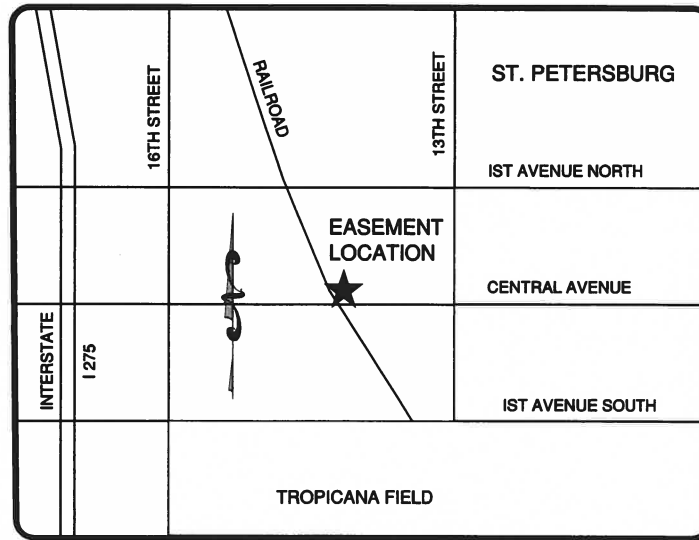 ST. PETERSBURG
16TH STREET
RAILROAD
13TH STREET
IST AVENUE NORTH
EASEMENT
LOCATION
CENTRAL AVENUE
INTERSTATE
I 275
IST AVENUE SOUTH
TROPICANA FIELD